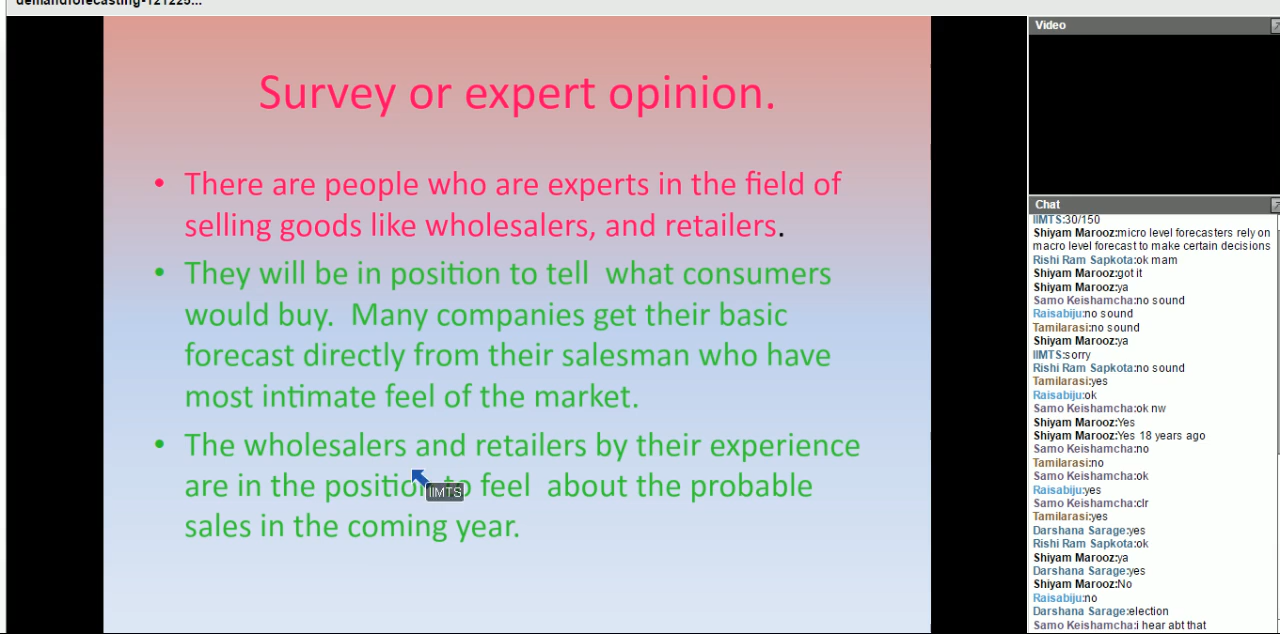 demandforecasting-121225...
Survey or expert opinion.
• There are people who are experts in the field of
selling goods like wholesalers, and retailers.
• They will be in position to tell  what consumers
would buy.  Many companies get their basic
forecast directly from their salesman who have
most intimate feel of the market.
• The wholesalers and retailers by their experience
are in the position to feel  about the probable
sales in the coming year.
IIMTS
Video
Chat
IIMTS:30/150
Shiyam Marooz:micro level forecasters rely on
macro level forecast to make certain decisions
Rishi Ram Sapkota:ok mam
Shiyam Marooz:got it
Shiyam Marooz:ya
Samo Keishamcha:no sound
Raisabiju:no sound
Tamilarasi:no sound
Shiyam Marooz:ya
IIMTS:sorry
Rishi Ram Sapkota:no sound
Tamilarasi:yes
Raisabiju:ok
Samo Keishamcha:ok nw
Shiyam Marooz:Yes
Shiyam Marooz:Yes 18 years ago
Samo Keishamcha:no
Tamilarasi:no
Samo Keishamcha:ok
Raisabiju:yes
Samo Keishamcha:clr
Tamilarasi:yes
Darshana Sarage:yes
Rishi Ram Sapkota:ok
Shiyam Marooz:ya
Darshana Sarage:yes
Shiyam Marooz:No
Raisabiju:no
Darshana Sarage:election
Samo Keishamcha:i hear abt that